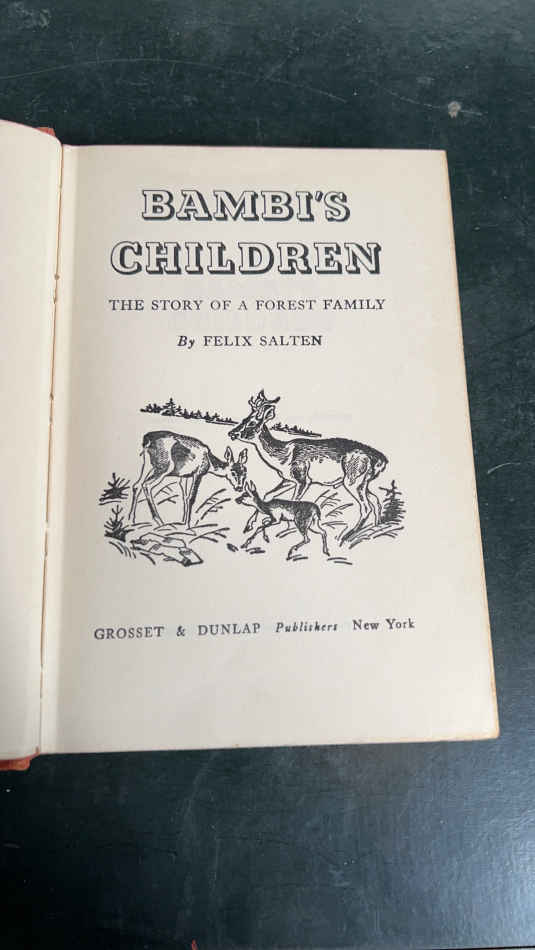 BAMBI'S
CHILDREN
THE STORY OF A FOREST FAMILY
By FELIX SALTEN
GROSSET & DUNLAP Publishers New York